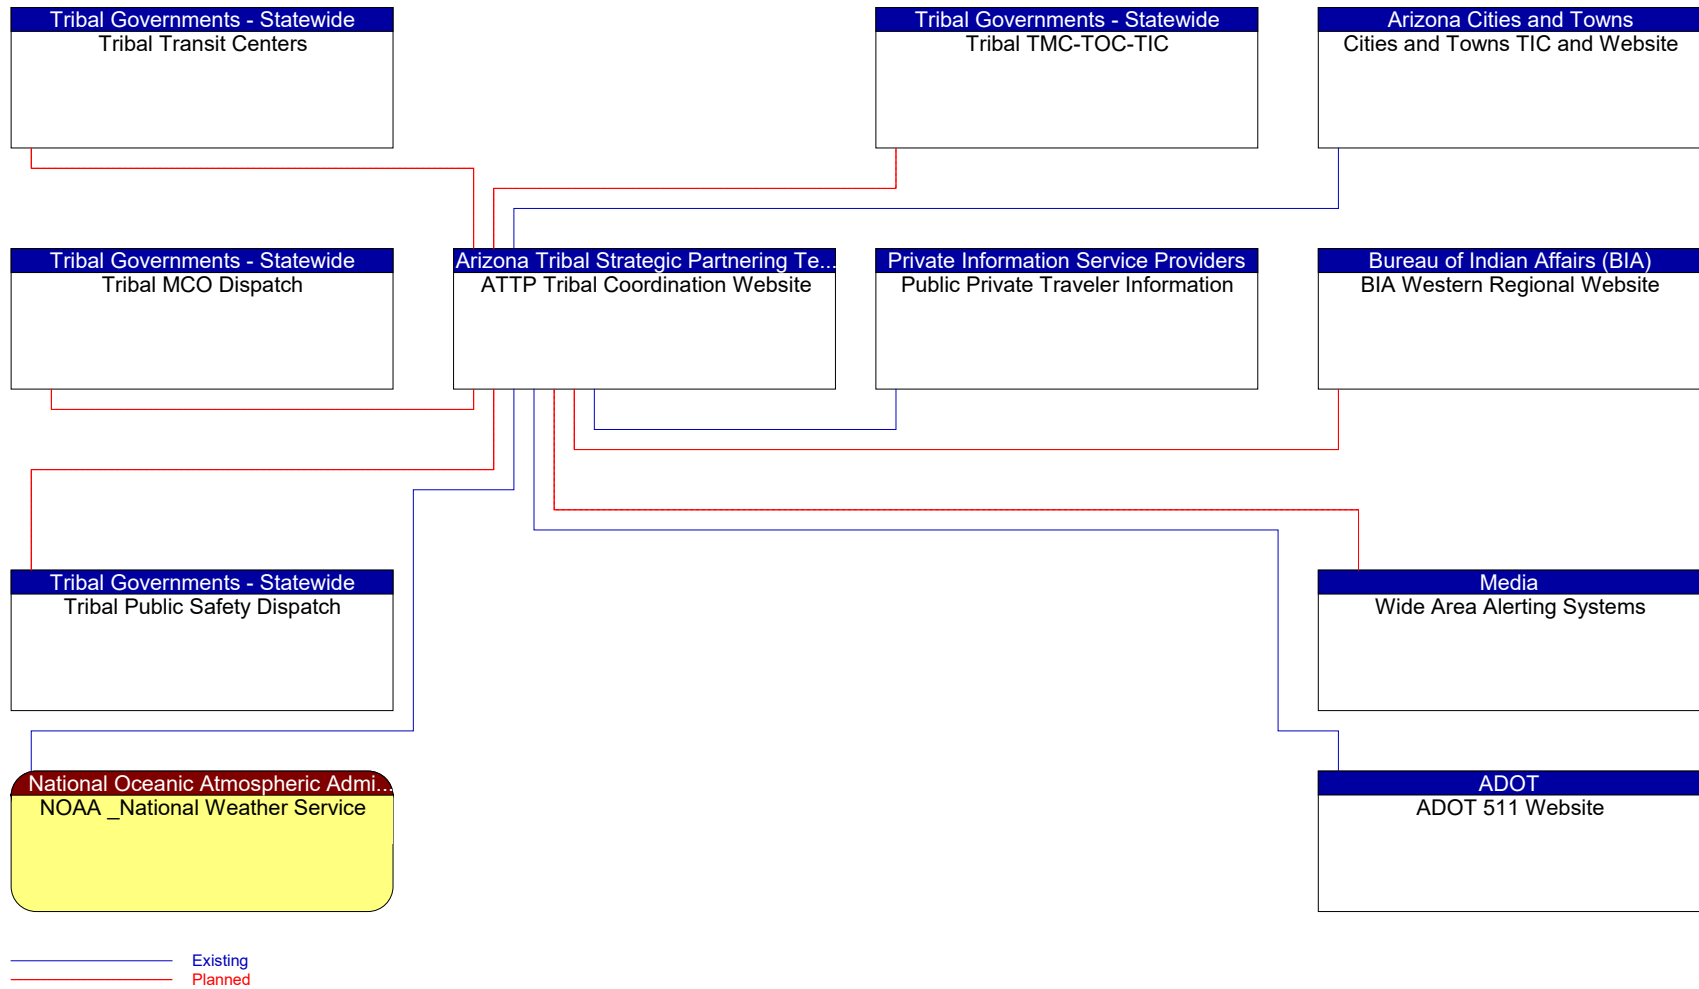 Tribal Governments - Statewide
Tribal Transit Centers
Tribal Governments - Statewide
Tribal TMC-TOC-TIC
Arizona Cities and Towns
Cities and Towns TIC and Website
Tribal Governments - Statewide
Tribal MCO Dispatch
Arizona Tribal Strategic Partnering Te...
ATTP Tribal Coordination Website
Private Information Service Providers
Public Private Traveler Information
Bureau of Indian Affairs (BIA)
BIA Western Regional Website
Tribal Governments - Statewide
Tribal Public Safety Dispatch
Media
Wide Area Alerting Systems
National Oceanic Atmospheric Admi...
NOAA _National Weather Service
ADOT
ADOT 511 Website
Existing
Planned